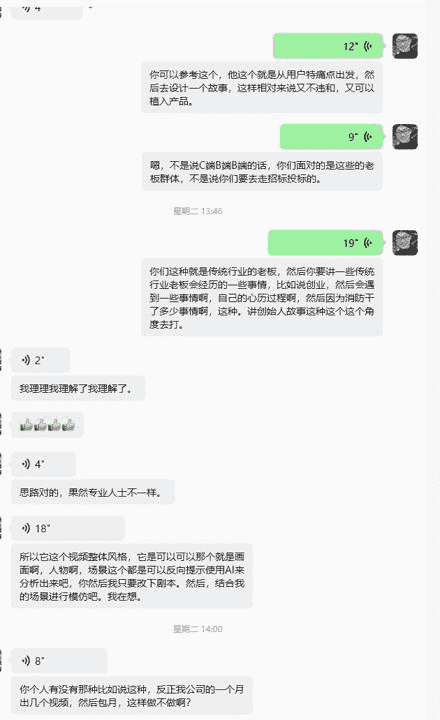 4"
12"
你可以参考这个，他这个就是从用户特痛点出发，然
后去设计一个故事，这样相对来说又不违和，又可以
植入产品。
9"
嗯，不是说C端B端B端的话，你们面对的是这些的老
板群体，不是说你们要去走招标投标的。
星期二 13:46
19"
你们这种就是传统行业的老板，然后你要讲一些传统
行业老板会经历的一些事情，比如说创业，然后会遇
到一些事情啊，自己的心历过程啊，然后因为消防干
了多少事情啊，这种。讲创始人故事这种这个这个角
度去打。
2"
我理理我理解了我理解了。
4"
思路对的，果然专业人士不一样。
18"
所以它这个视频整体风格，它是可以可以那个就是画
面啊，人物啊，场景这个都是可以反向提示使用AI来
分析出来吧，你然后我只要改下剧本。然后，结合我
的场景进行模仿吧。我在想。
星期二 14:00
8"
你个人有没有那种比如说这种，反正我公司的一个月
出几个视频，然后包月，这样做不做啊？